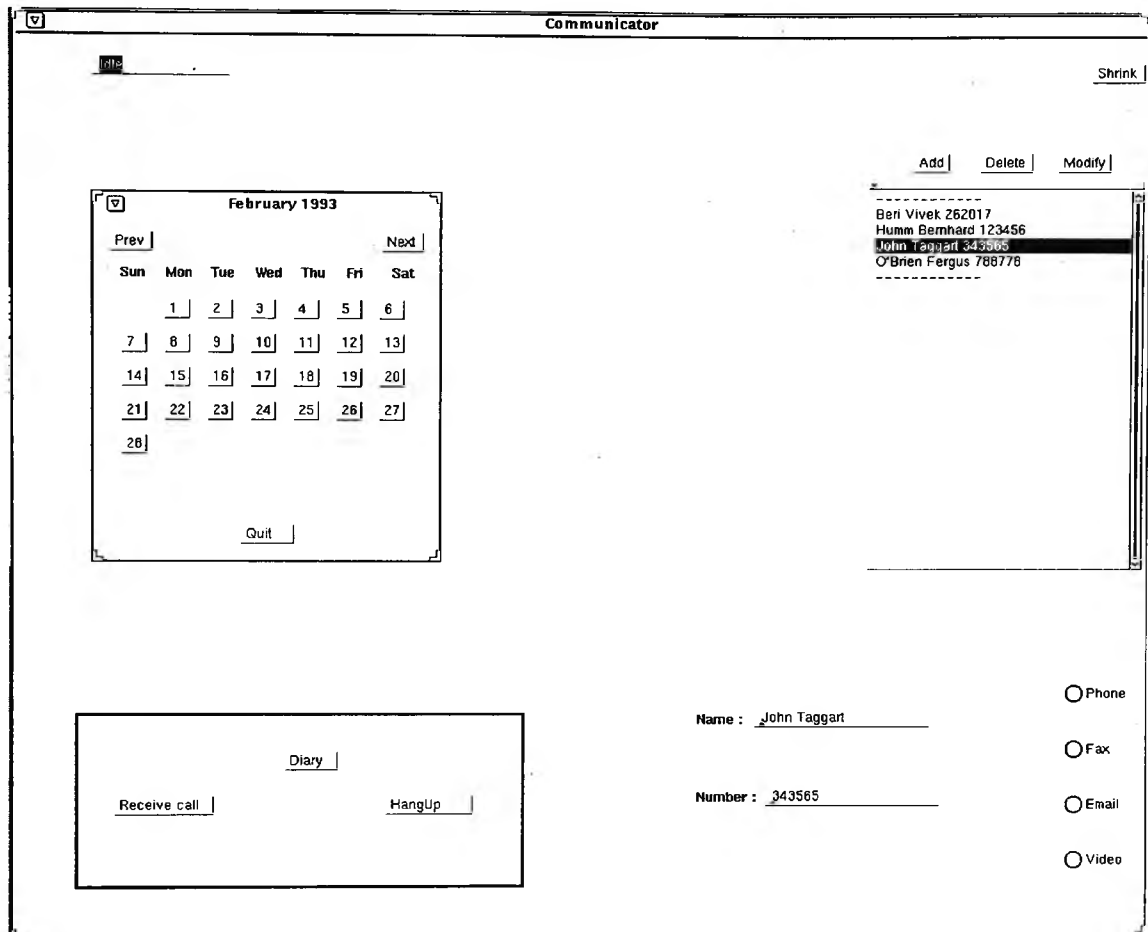 Communicator
Idle
Shrink
Add Delete Modify
------------
Beri Vivek 262017
Humm Bernhard 123456
John Taggart 343565
O'Brien Fergus 788778
------------
February 1993
Prev Next
Sun Mon Tue Wed Thu Fri Sat
1 2 3 4 5 6
7 8 9 10 11 12 13
14 15 16 17 18 19 20
21 22 23 24 25 26 27
28
Quit
Diary
Receive call HangUp
Name : John Taggart
Number : 343565
Phone
Fax
Email
Video